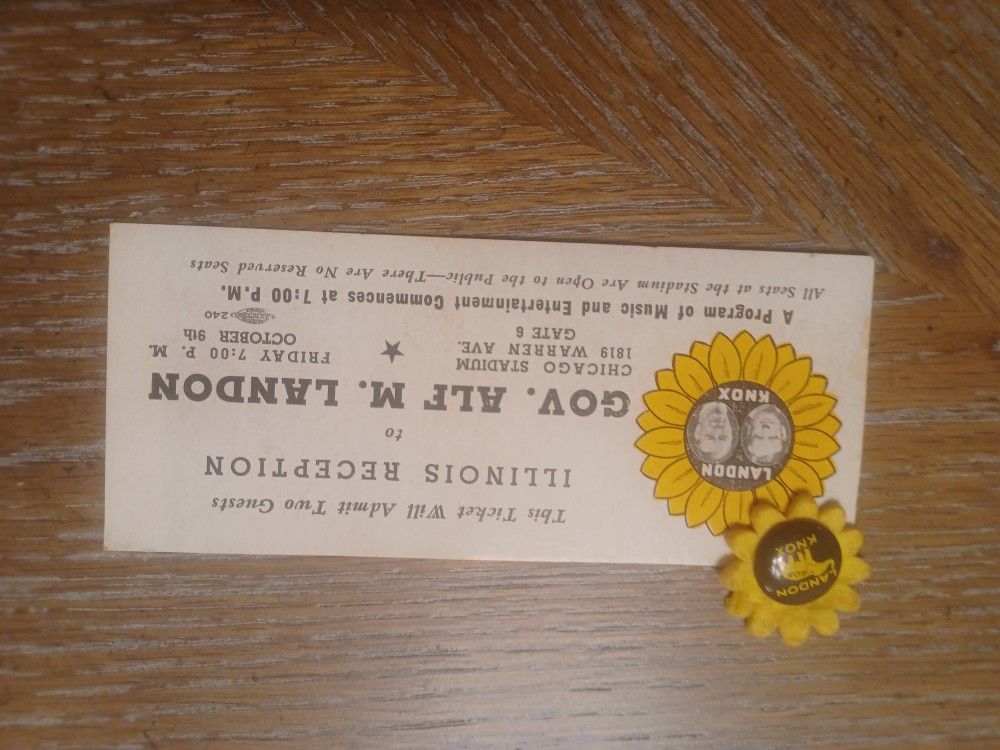 This Ticket Will Admit Two Guests
ILLINOIS RECEPTION
to
GOV. ALF M. LANDON
CHICAGO STADIUM
1819 WARREN AVE.
GATE 6
★
FRIDAY 7:00 P. M.
OCTOBER 9th
240
A Program of Music and Entertainment Commences at 7:00 P.M.
All Seats at the Stadium Are Open to the Public—There Are No Reserved Seats
LANDON
KNOX
LANDON
KNOX